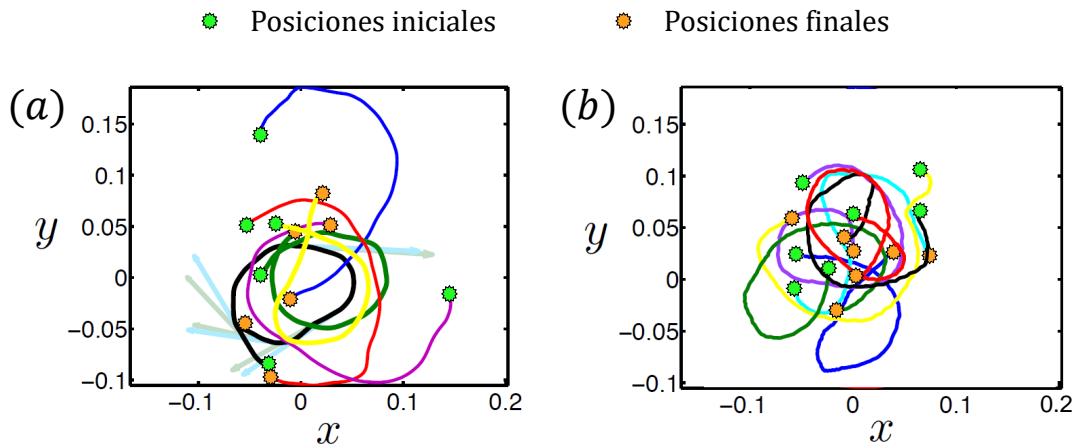 Posiciones iniciales Posiciones finales
(a) (b)
0.15 0.15
0.1 0.1
0.05 0.05
y y
0 0
−0.05 −0.05
−0.1 −0.1
−0.1 0 0.1 0.2 −0.1 0 0.1 0.2
x x